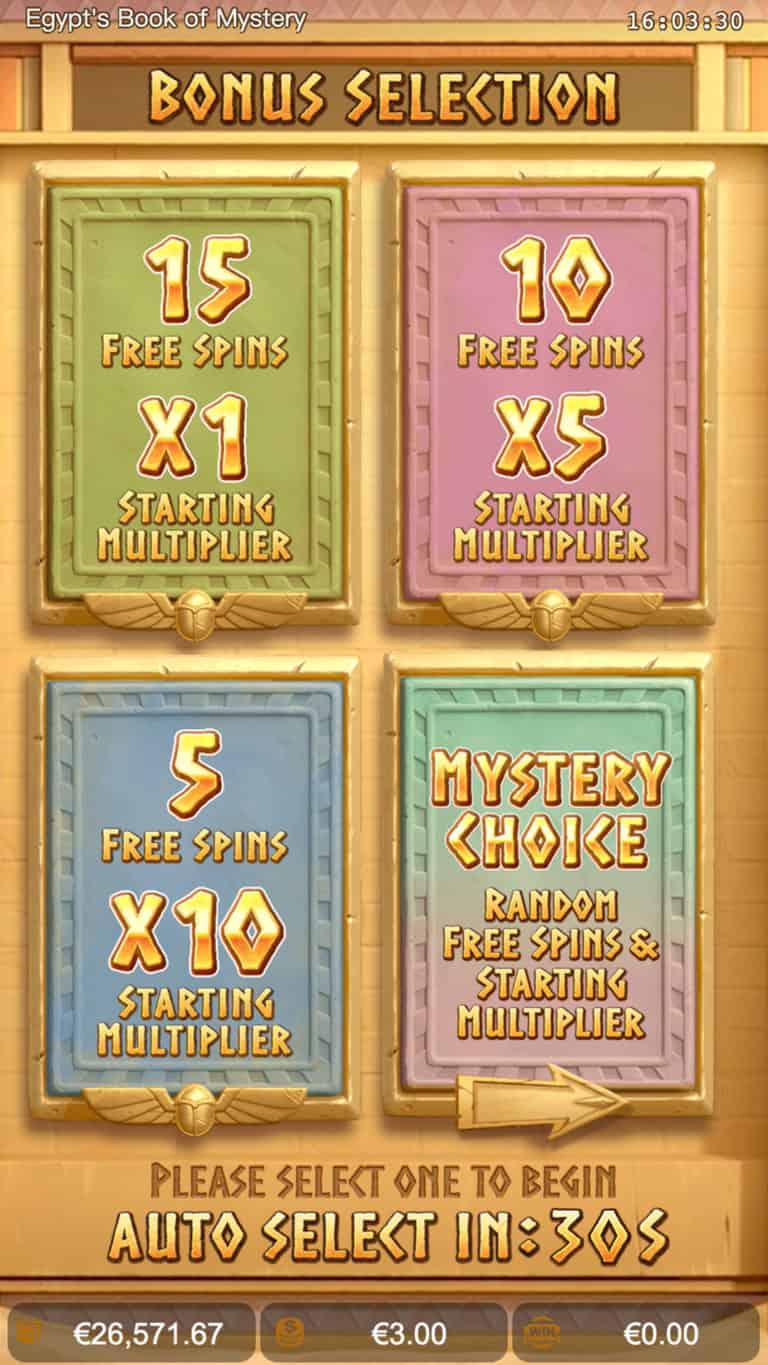 Egypt's Book of Mystery
16:03:30
BONUS SELECTION
15
FREE SPINS
X1
STARTING
MULTIPLIER
10
FREE SPINS
X5
STARTING
MULTIPLIER
5
FREE SPINS
X10
STARTING
MULTIPLIER
MYSTERY
CHOICE
RANDOM
FREE SPINS &
STARTING
MULTIPLIER
PLEASE SELECT ONE TO BEGIN
AUTO SELECT IN:30S
€26,571.67
$
€3.00
WIN
€0.00